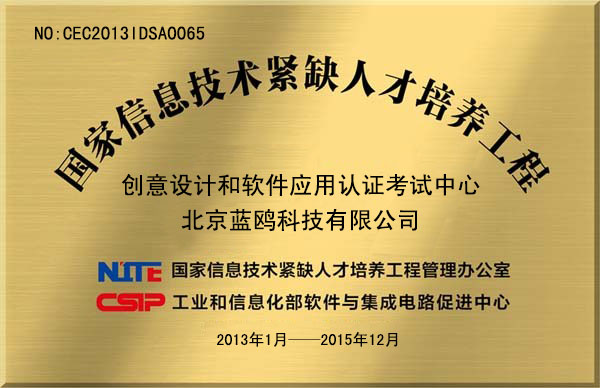 NO:CEC2013IDSA0065
国家信息技术紧缺人才培养工程
创意设计和软件应用认证考试中心
北京蓝鸥科技有限公司
NITE 国家信息技术紧缺人才培养工程管理办公室
CSIP 工业和信息化部软件与集成电路促进中心
2013年1月——2015年12月